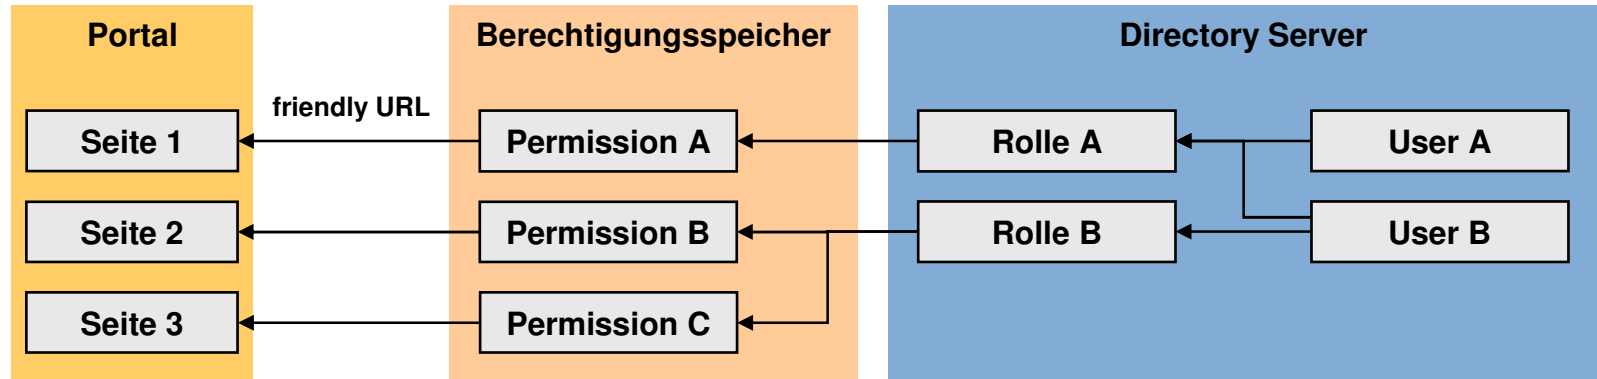 Portal
Berechtigungsspeicher
Directory Server
friendly URL
Seite 1
Permission A
Rolle A
User A
Seite 2
Permission B
Rolle B
User B
Seite 3
Permission C